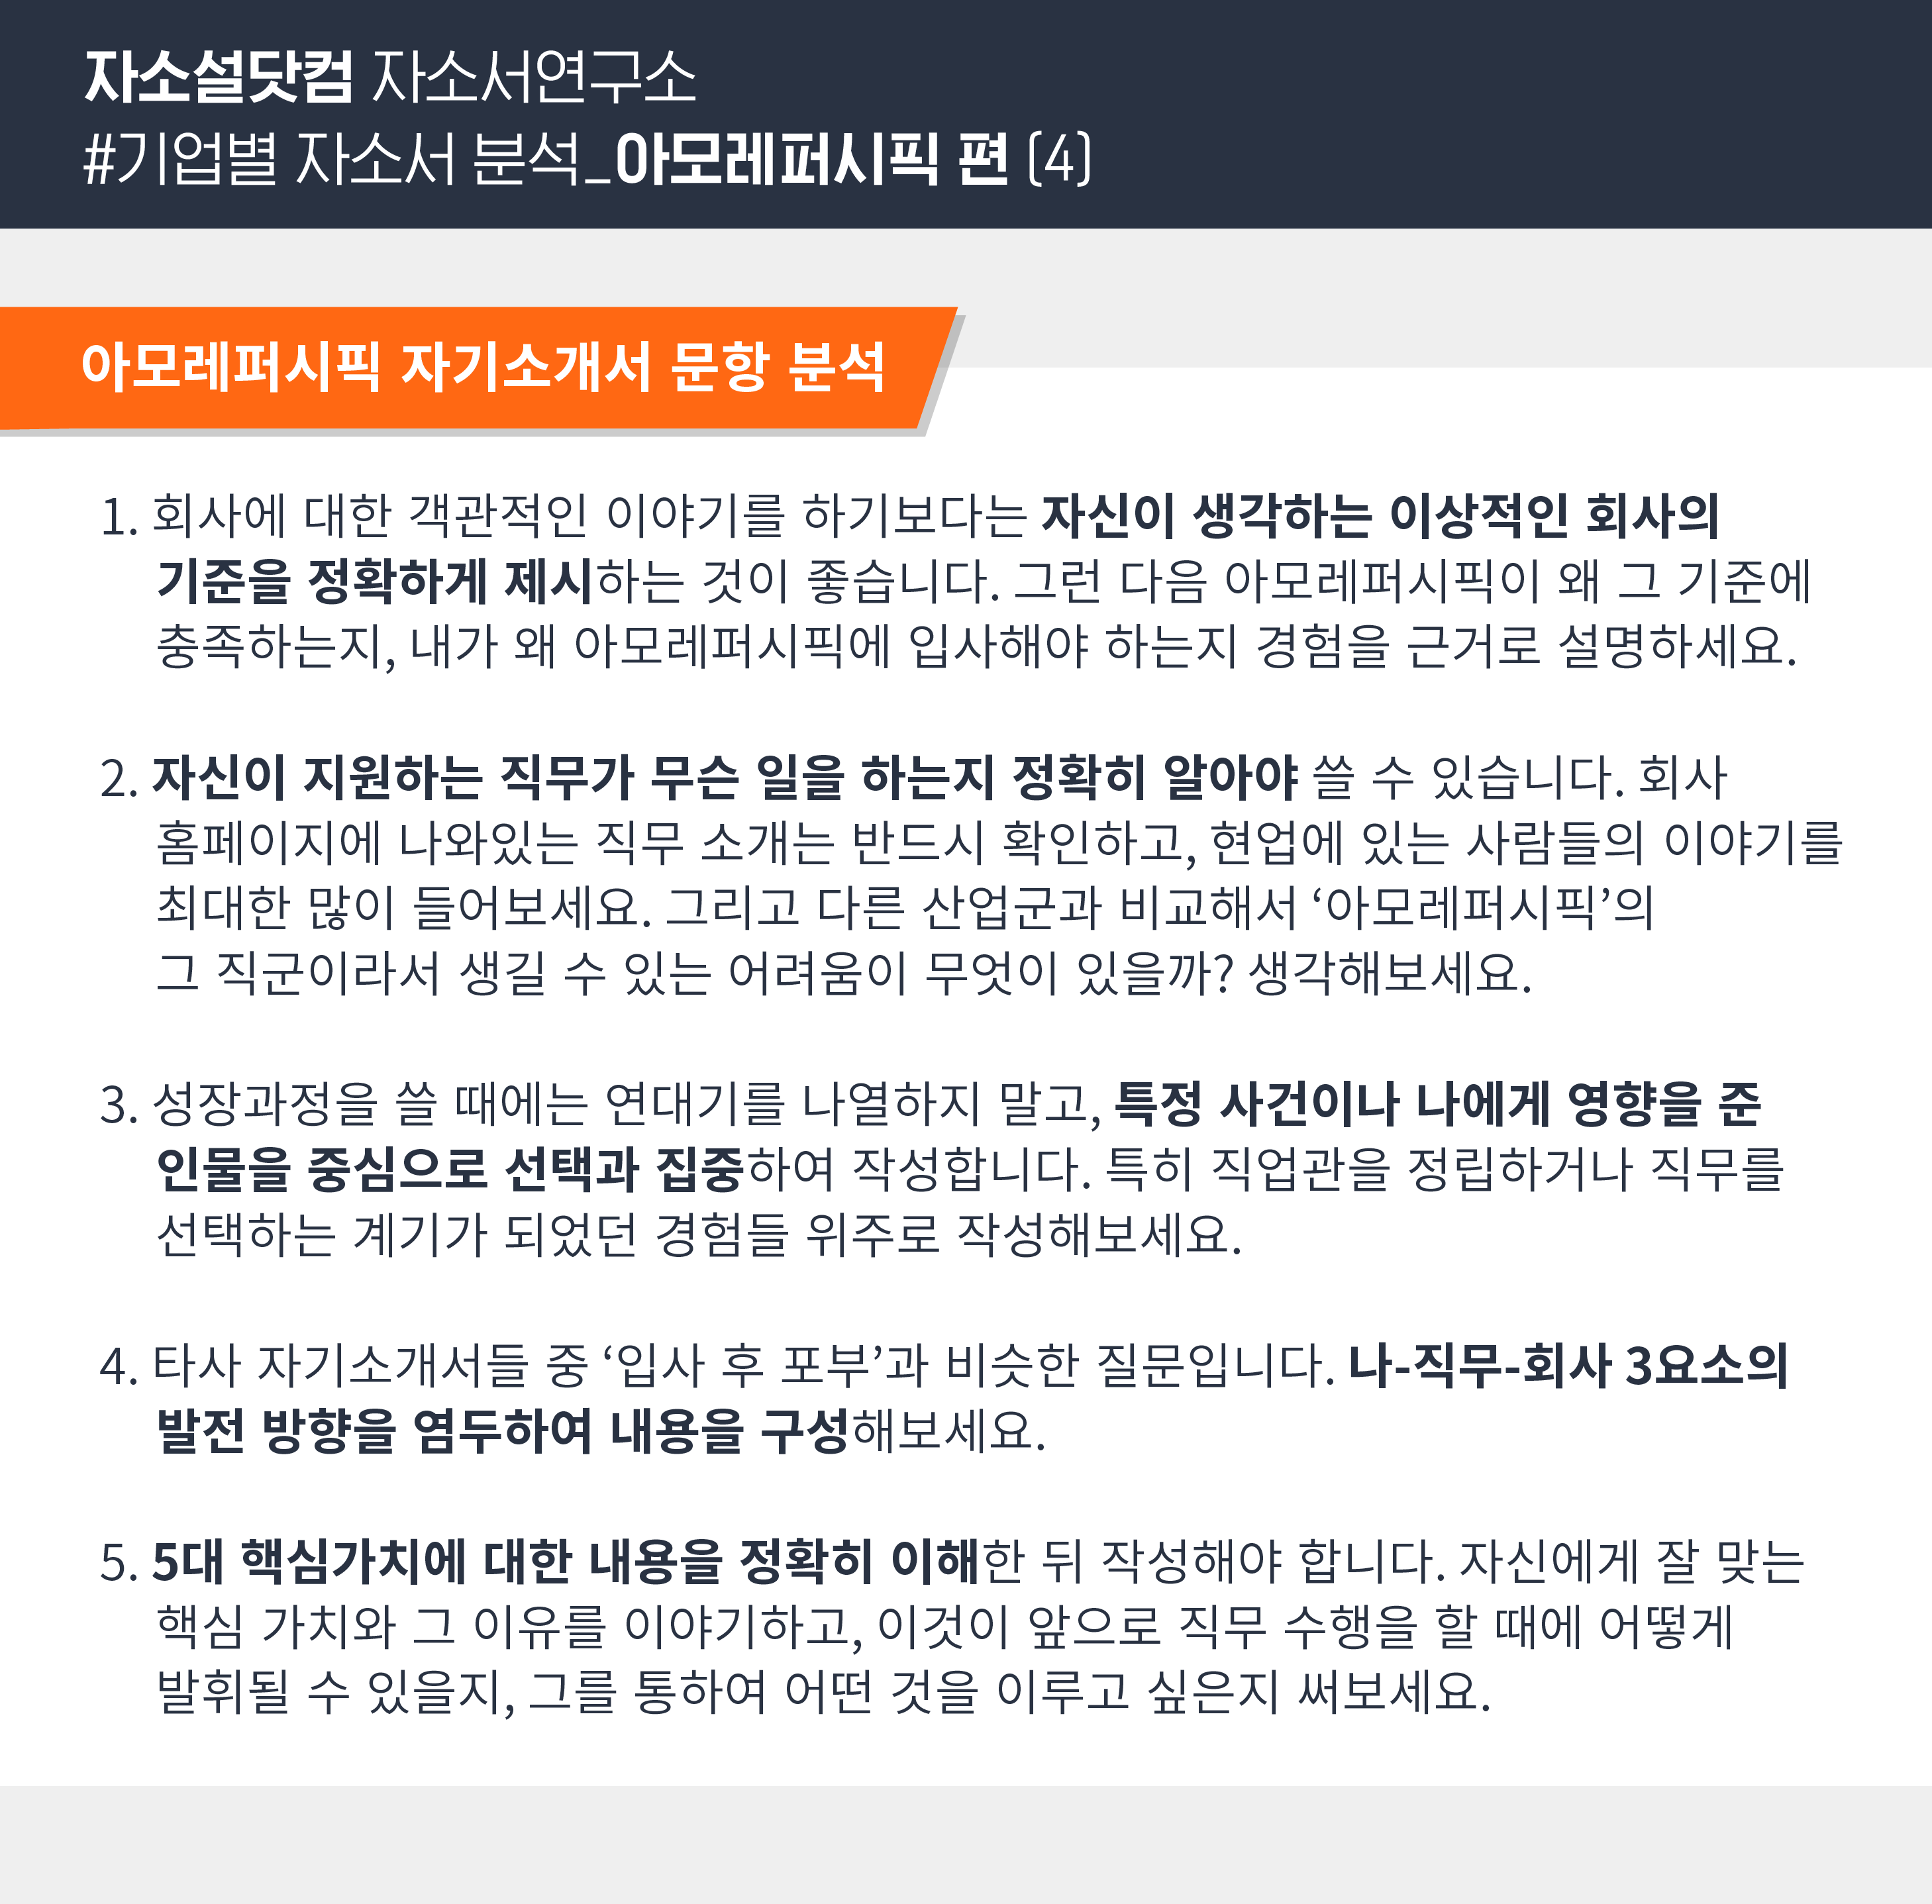 자소설닷컴 자소서연구소
#기업별 자소서 분석_아모레퍼시픽 편 (4)
아모레퍼시픽 자기소개서 문항 분석
1. 회사에 대한 객관적인 이야기를 하기보다는 자신이 생각하는 이상적인 회사의
기준을 정확하게 제시하는 것이 좋습니다. 그런 다음 아모레퍼시픽이 왜 그 기준에
충족하는지, 내가 왜 아모레퍼시픽에 입사해야 하는지 경험을 근거로 설명하세요.
2. 자신이 지원하는 직무가 무슨 일을 하는지 정확히 알아야 쓸 수 있습니다. 회사
홈페이지에 나와있는 직무 소개는 반드시 확인하고, 현업에 있는 사람들의 이야기를
최대한 많이 들어보세요. 그리고 다른 산업군과 비교해서 ‘아모레퍼시픽’의
그 직군이라서 생길 수 있는 어려움이 무엇이 있을까? 생각해보세요.
3. 성장과정을 쓸 때에는 연대기를 나열하지 말고, 특정 사건이나 나에게 영향을 준
인물을 중심으로 선택과 집중하여 작성합니다. 특히 직업관을 정립하거나 직무를
선택하는 계기가 되었던 경험들 위주로 작성해보세요.
4. 타사 자기소개서들 중 ‘입사 후 포부’과 비슷한 질문입니다. 나-직무-회사 3요소의
발전 방향을 염두하여 내용을 구성해보세요.
5. 5대 핵심가치에 대한 내용을 정확히 이해한 뒤 작성해야 합니다. 자신에게 잘 맞는
핵심 가치와 그 이유를 이야기하고, 이것이 앞으로 직무 수행을 할 때에 어떻게
발휘될 수 있을지, 그를 통하여 어떤 것을 이루고 싶은지 써보세요.